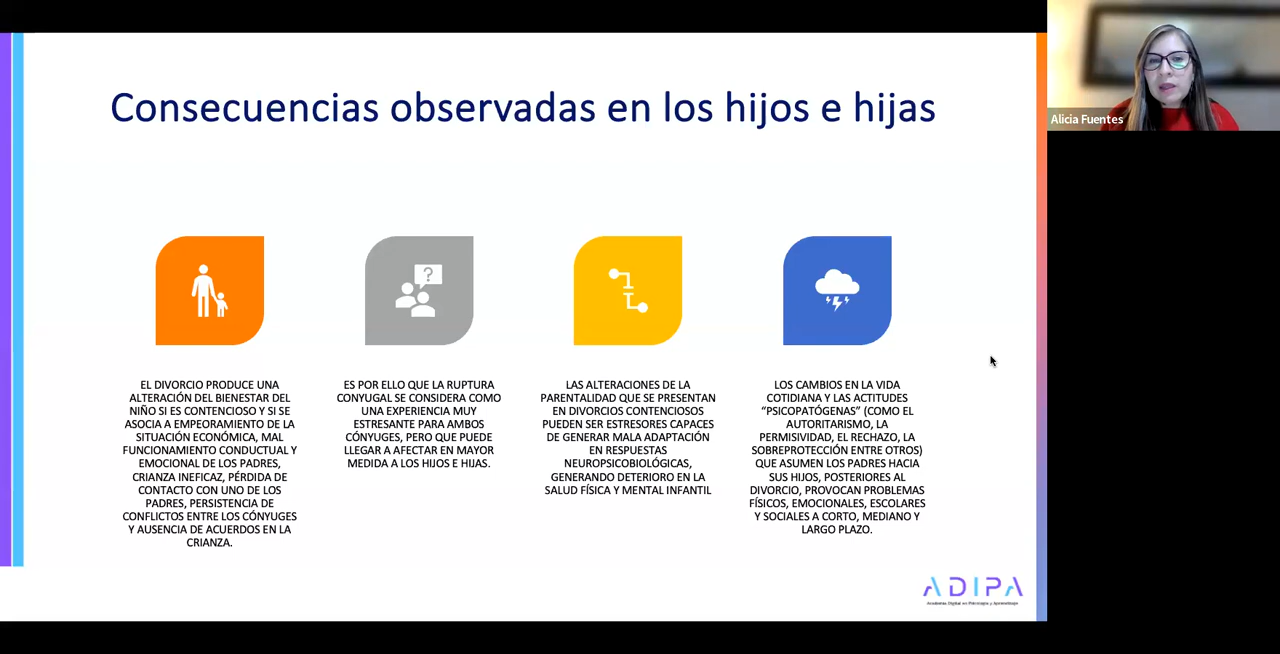 Consecuencias observadas en los hijos e hijas
Alicia Fuentes
?
EL DIVORCIO PRODUCE UNA
ALTERACIÓN DEL BIENESTAR DEL
NIÑO SI ES CONTENCIOSO Y SI SE
ASOCIA A EMPEORAMIENTO DE LA
SITUACIÓN ECONÓMICA, MAL
FUNCIONAMIENTO CONDUCTUAL Y
EMOCIONAL DE LOS PADRES,
CRIANZA INEFICAZ, PÉRDIDA DE
CONTACTO CON UNO DE LOS
PADRES, PERSISTENCIA DE
CONFLICTOS ENTRE LOS CÓNYUGES
Y AUSENCIA DE ACUERDOS EN LA
CRIANZA.
ES POR ELLO QUE LA RUPTURA
CONYUGAL SE CONSIDERA COMO
UNA EXPERIENCIA MUY
ESTRESANTE PARA AMBOS
CÓNYUGES, PERO QUE PUEDE
LLEGAR A AFECTAR EN MAYOR
MEDIDA A LOS HIJOS E HIJAS.
LAS ALTERACIONES DE LA
PARENTALIDAD QUE SE PRESENTAN
EN DIVORCIOS CONTENCIOSOS
PUEDEN SER ESTRESORES CAPACES
DE GENERAR MALA ADAPTACIÓN
EN RESPUESTAS
NEUROPSICOBIOLÓGICAS,
GENERANDO DETERIORO EN LA
SALUD FÍSICA Y MENTAL INFANTIL
LOS CAMBIOS EN LA VIDA
COTIDIANA Y LAS ACTITUDES
“PSICOPATÓGENAS” (COMO EL
AUTORITARISMO, LA
PERMISIVIDAD, EL RECHAZO, LA
SOBREPROTECCIÓN ENTRE OTROS)
QUE ASUMEN LOS PADRES HACIA
SUS HIJOS, POSTERIORES AL
DIVORCIO, PROVOCAN PROBLEMAS
FÍSICOS, EMOCIONALES, ESCOLARES
Y SOCIALES A CORTO, MEDIANO Y
LARGO PLAZO.
ADIPA
Academia Digital en Psicología y Aprendizaje